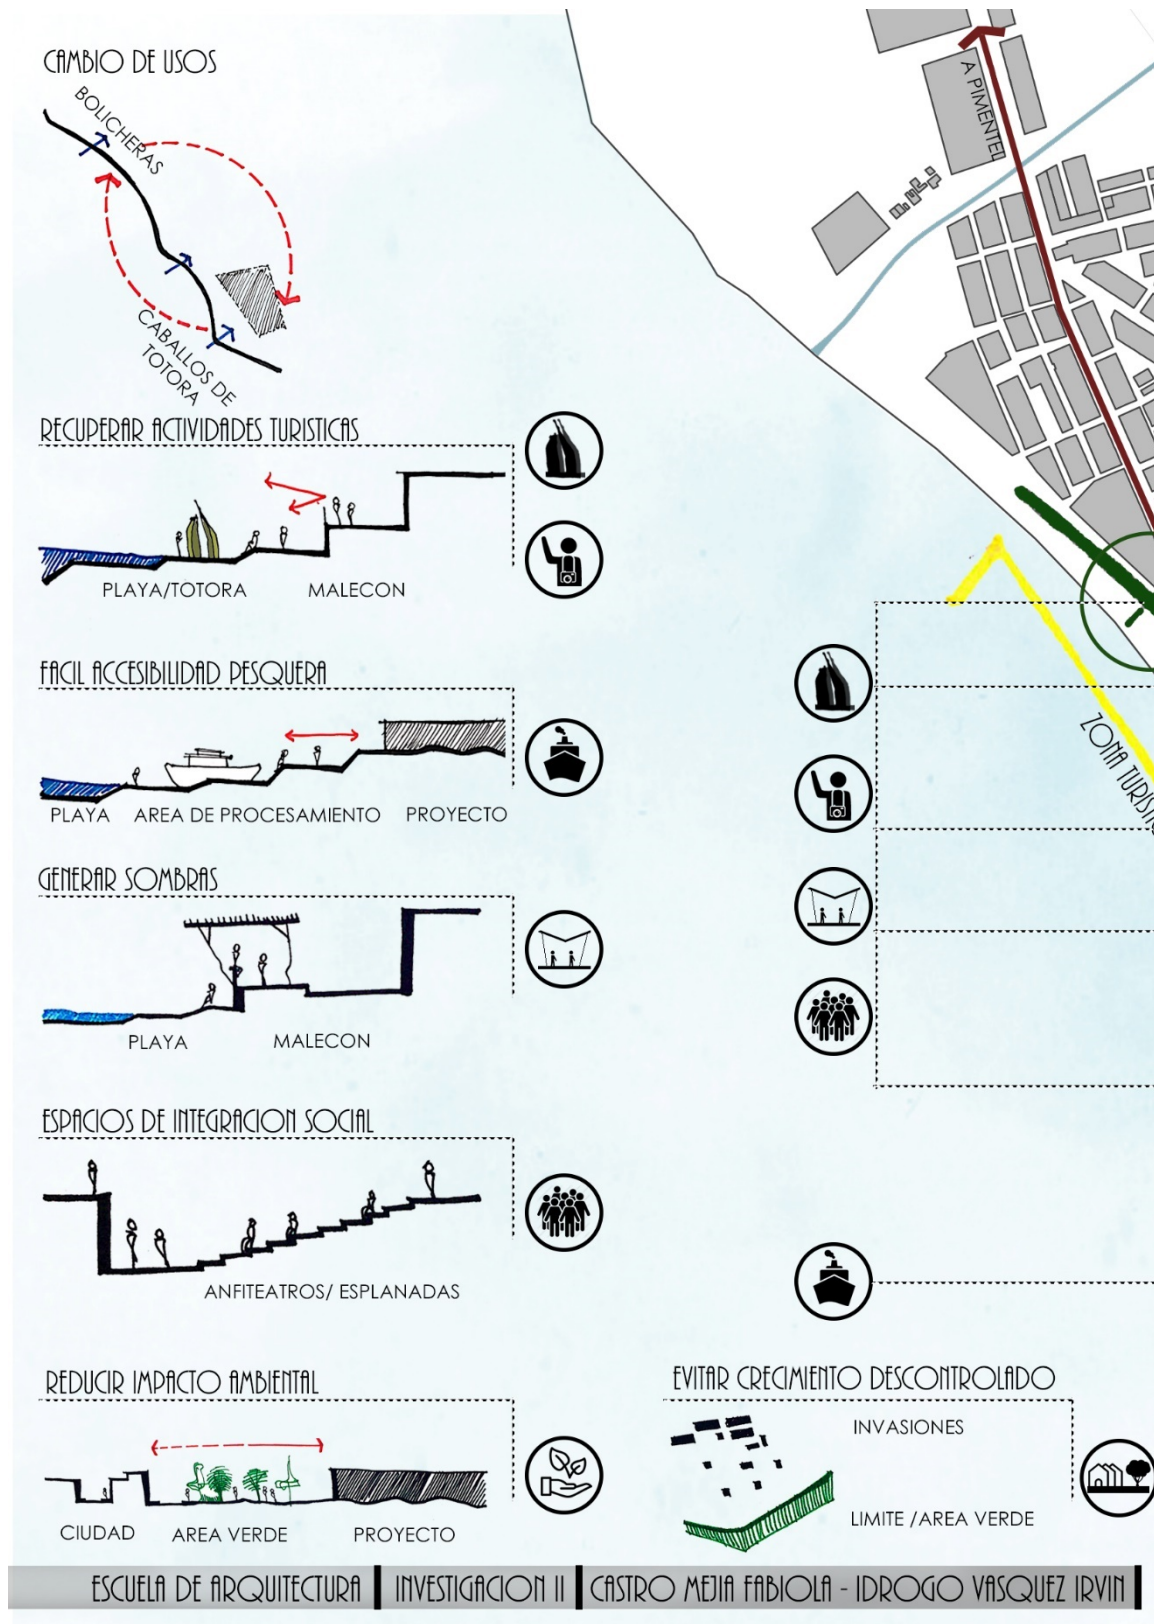 CAMBIO DE USOS
BOLICHERAS
CABALLOS DE
TOTORA
A PIMENTEL
RECUPERAR ACTIVIDADES TURISTICAS
PLAYA/TOTORA
MALECON
FACIL ACCESIBILIDAD PESQUERA
PLAYA
AREA DE PROCESAMIENTO
PROYECTO
ZONA
GENERAR SOMBRAS
PLAYA
MALECON
ESPACIOS DE INTEGRACION SOCIAL
ANFITEATROS/ ESPLANADAS
REDUCIR IMPACTO AMBIENTAL
CIUDAD
AREA VERDE
PROYECTO
EVITAR CRECIMIENTO DESCONTROLADO
INVASIONES
LIMITE /AREA VERDE
ESCUELA DE ARQUITECTURA INVESTIGACION II CASTRO MEJIA FABIOLA - IDROGO VASQUEZ IRVIN